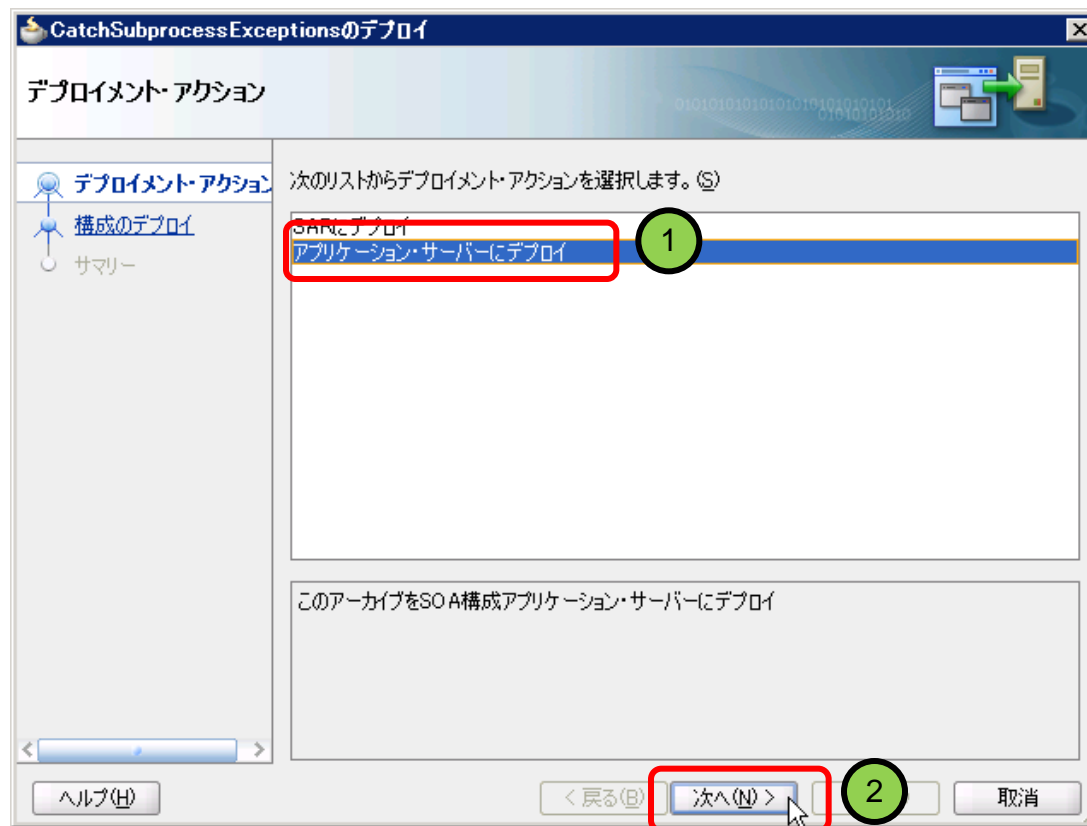 CatchSubprocessExceptionsのデプロイ
デプロイメント・アクション
デプロイメント・アクション
構成のデプロイ
サマリー
次のリストからデプロイメント・アクションを選択します。(S)
SARにデプロイ
アプリケーション・サーバーにデプロイ
1
このアーカイブをSOA構成アプリケーション・サーバーにデプロイ
ヘルプ(H)
< 戻る(B)
次へ(N) >
2
取消